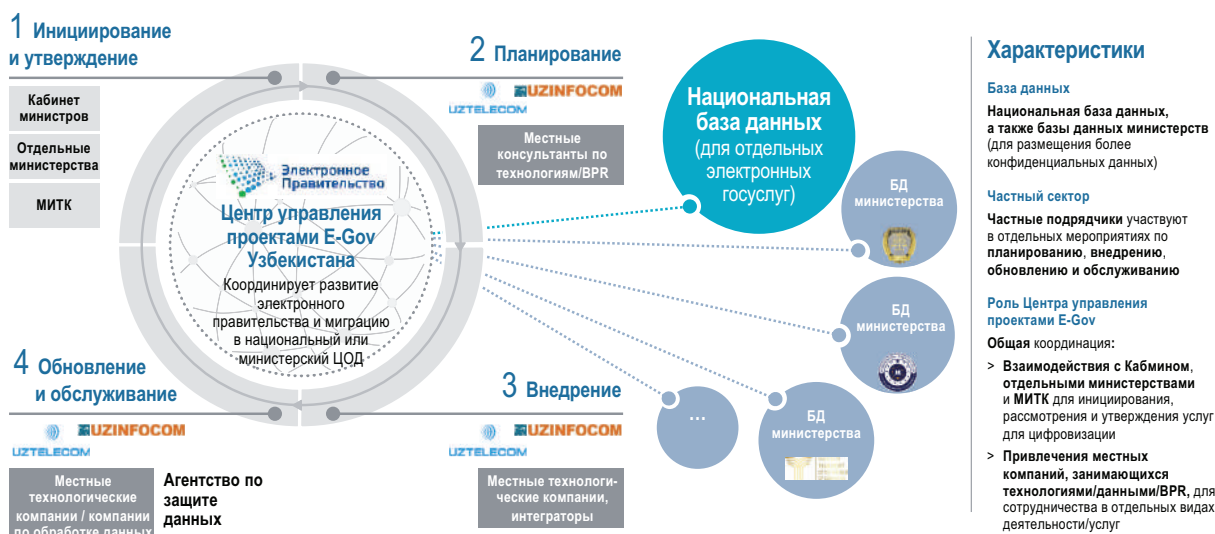 1 Инициирование
и утверждение
Кабинет
министров
Отдельные
министерства
МИТК
2 Планирование
UZTELECOM
UZINFOCOM
Местные
консультанты по
технологиям/BPR
Электронное
Правительство
Центр управления
проектами E-Gov
Узбекистана
Координирует развитие
электронного
правительства и миграцию
в национальный или
министерский ЦОД
3 Внедрение
UZTELECOM
UZINFOCOM
Местные технологи-
ческие компании,
интеграторы
4 Обновление
и обслуживание
UZTELECOM
UZINFOCOM
Местные
технологические
компании / компании
по обработке данных
Агентство по
защите
данных
Национальная
база данных
(для отдельных
электронных
госуслуг)
БД
министерства
БД
министерства
БД
министерства
...
Характеристики
База данных
Национальная база данных,
а также базы данных министерств
(для размещения более
конфиденциальных данных)
Частный сектор
Частные подрядчики участвуют
в отдельных мероприятиях по
планированию, внедрению,
обновлению и обслуживанию
Роль Центра управления
проектами E-Gov
Общая координация:
> Взаимодействия с Кабмином,
отдельными министерствами
и МИТК для инициирования,
рассмотрения и утверждения услуг
для цифровизации
> Привлечения местных
компаний, занимающихся
технологиями/данными/BPR, для
сотрудничества в отдельных видах
деятельности/услуг